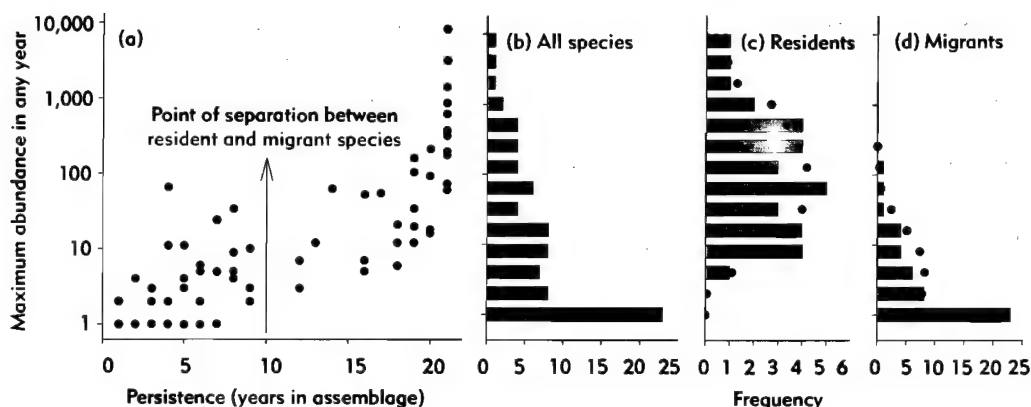 10,000
1,000
100
10
1
Maximum abundance in any year
(a)
Point of separation between
resident and migrant species
0 5 10 15 20
Persistence (years in assemblage)
(b) All species
0 5 10 15 20 25
(c) Residents
0 1 2 3 4 5 6
(d) Migrants
0 5 10 15 20 25
Frequency